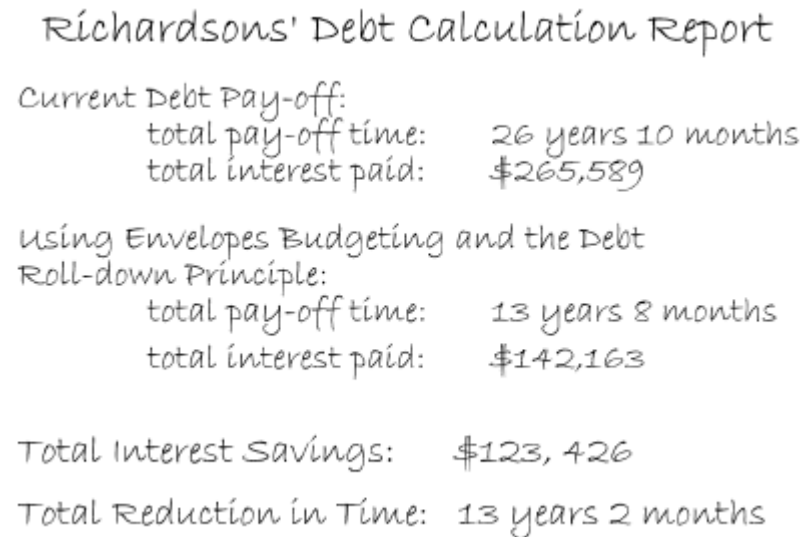 Richardsons' Debt Calculation Report
Current Debt Pay-off:
total pay-off time: 26 years 10 months
total interest paid: $265,589
Using Envelopes Budgeting and the Debt
Roll-down Principle:
total pay-off time: 13 years 8 months
total interest paid: $142,163
Total Interest Savings: $123, 426
Total Reduction in Time: 13 years 2 months